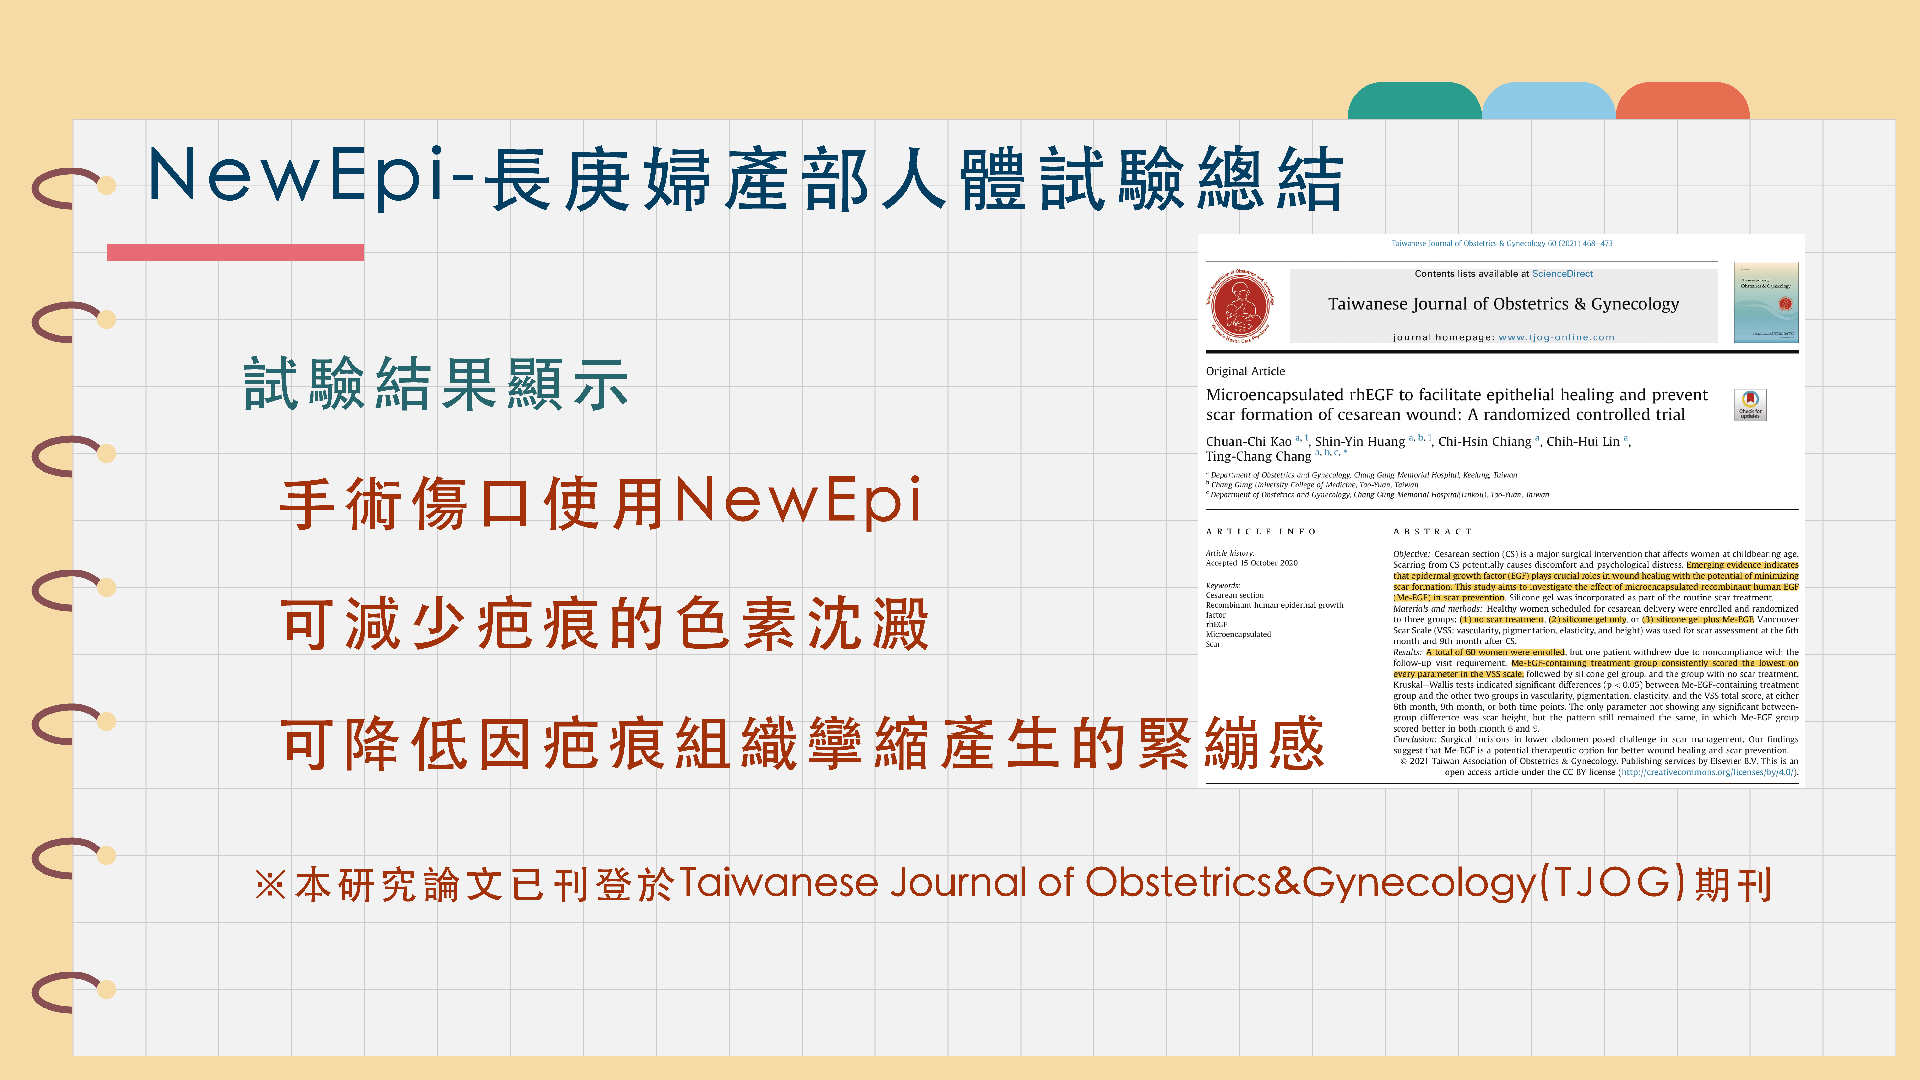 NewEpi-長庚婦產部人體試驗總結
試驗結果顯示
手術傷口使用NewEpi
可減少疤痕的色素沈澱
可降低因疤痕組織攣縮產生的緊繃感
※本研究論文已刊登於Taiwanese Journal of Obstetrics&Gynecology(TJOG)期刊
Taiwanese Journal of Obstetrics & Gynecology 60 (2021) 468–473
Contents lists available at ScienceDirect
Taiwanese Journal of Obstetrics & Gynecology
journal homepage: www.tjog-online.com
Original Article
Microencapsulated rhEGF to facilitate epithelial healing and prevent
scar formation of cesarean wound: A randomized controlled trial
Check for
updates
Chuan-Chi Kao a, 1, Shin-Yin Huang a, b, 1, Chi-Hsin Chiang a, Chih-Hui Lin a,
Ting-Chang Chang a, b, c, *
a Department of Obstetrics and Gynecology, Chang Gung Memorial Hospital, Keelung, Taiwan
b Chang Gung University College of Medicine, Tao-Yuan, Taiwan
c Department of Obstetrics and Gynecology, Chang Gung Memorial Hospital(Linkou), Tao-Yuan, Taiwan
ARTICLE INFO
Article history:
Accepted 15 October 2020
Keywords:
Cesarean section
Recombinant human epidermal growth
factor
rhEGF
Microencapsulated
Scar
ABSTRACT
Objective: Cesarean section (CS) is a major surgical intervention that affects women at childbearing age.
Scarring from CS potentially causes discomfort and psychological distress. Emerging evidence indicates
that epidermal growth factor (EGF) plays crucial roles in wound healing with the potential of minimizing
scar formation. This study aims to investigate the effect of microencapsulated recombinant human EGF
(Me-EGF) in scar prevention. Silicone gel was incorporated as part of the routine scar treatment.
Materials and methods: Healthy women scheduled for cesarean delivery were enrolled and randomized
to three groups: (1) no scar treatment, (2) silicone gel only, or (3) silicone gel plus Me-EGF. Vancouver
Scar Scale (VSS: vascularity, pigmentation, elasticity, and height) was used for scar assessment at the 6th
month and 9th month after CS.
Results: A total of 60 women were enrolled, but one patient withdrew due to noncompliance with the
follow-up visit requirement. Me-EGF-containing treatment group consistently scored the lowest on
every parameter in the VSS scale, followed by silicone gel group, and the group with no scar treatment.
Kruskal–Wallis tests indicated significant differences (p < 0.05) between Me-EGF-containing treatment
group and the other two groups in vascularity, pigmentation, elasticity, and the VSS total score, at either
6th month, 9th month, or both time points. The only parameter not showing any significant between-
group difference was scar height, but the pattern still remained the same, in which Me-EGF group
scored better in both month 6 and 9.
Conclusion: Surgical incisions in lower abdomen posed challenge in scar management. Our findings
suggest that Me-EGF is a potential therapeutic option for better wound healing and scar prevention.
© 2021 Taiwan Association of Obstetrics & Gynecology. Publishing services by Elsevier B.V. This is an
open access article under the CC BY license (http://creativecommons.org/licenses/by/4.0/).